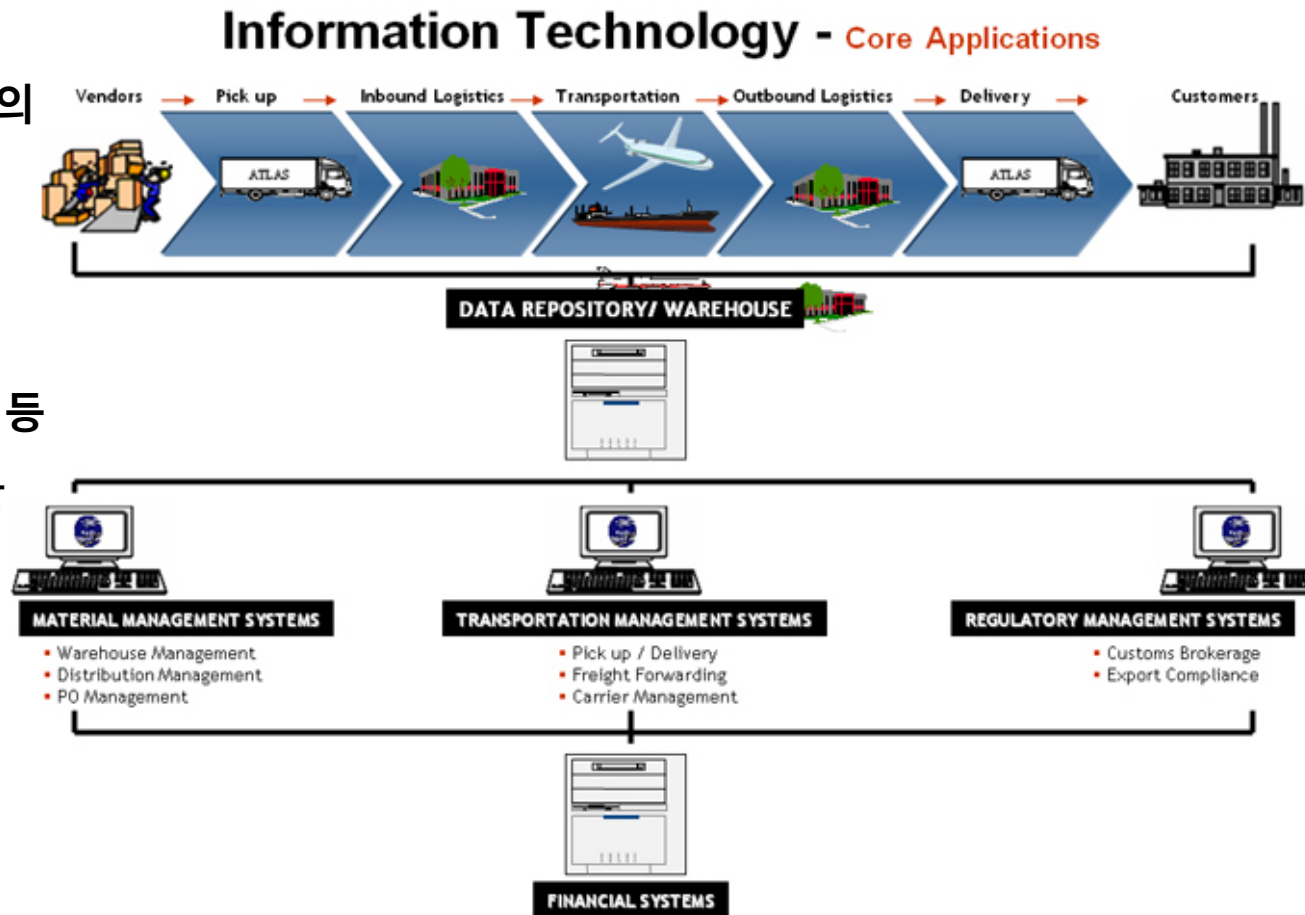 Information Technology - Core Applications
의
Vendors Pick up Inbound Logistics Transportation Outbound Logistics Delivery Customers
ATLAS ATLAS
DATA REPOSITORY/ WAREHOUSE
등
MATERIAL MANAGEMENT SYSTEMS TRANSPORTATION MANAGEMENT SYSTEMS REGULATORY MANAGEMENT SYSTEMS
▪ Warehouse Management ▪ Pick up / Delivery ▪ Customs Brokerage
▪ Distribution Management ▪ Freight Forwarding ▪ Export Compliance
▪ PO Management ▪ Carrier Management
FINANCIAL SYSTEMS